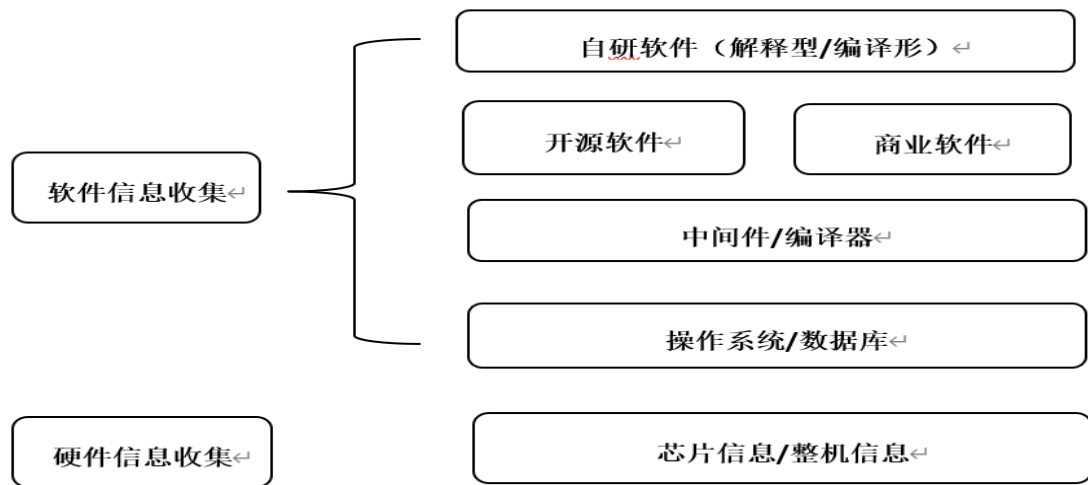 自研软件（解释型/编译形）
开源软件
商业软件
软件信息收集
中间件/编译器
操作系统/数据库
硬件信息收集
芯片信息/整机信息